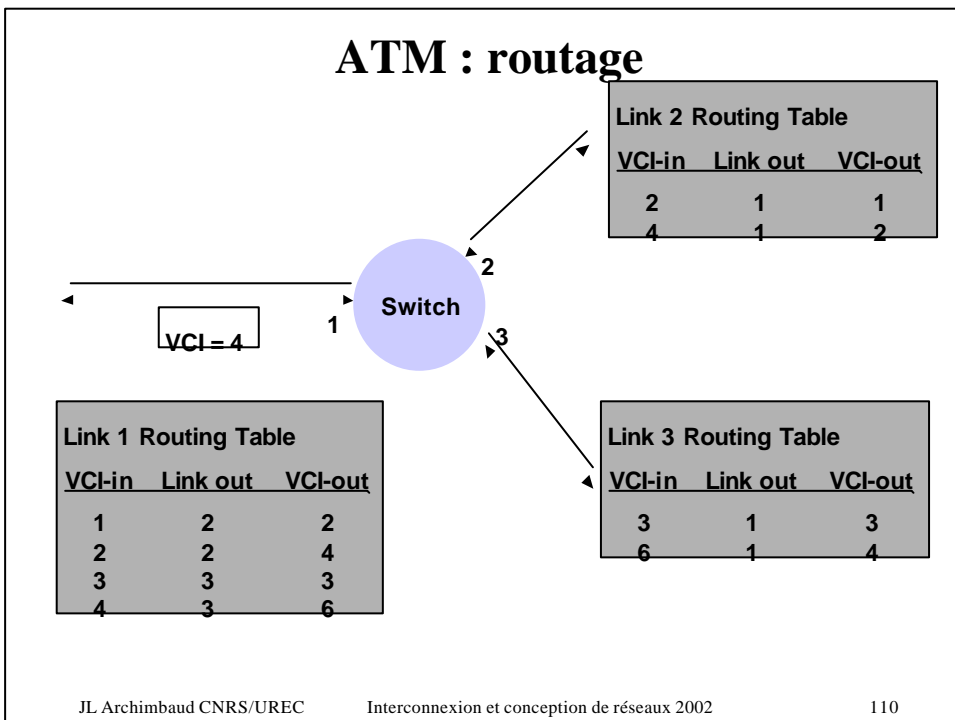 ATM : routage
Link 2 Routing Table
VCI-in Link out VCI-out
2 1 1
4 1 2
2
Switch
1
3
VCI = 4
Link 1 Routing Table
VCI-in Link out VCI-out
1 2 2
2 2 4
3 3 3
4 3 6
Link 3 Routing Table
VCI-in Link out VCI-out
3 1 3
6 1 4
JL Archimbaud CNRS/UREC Interconnexion et conception de réseaux 2002 110